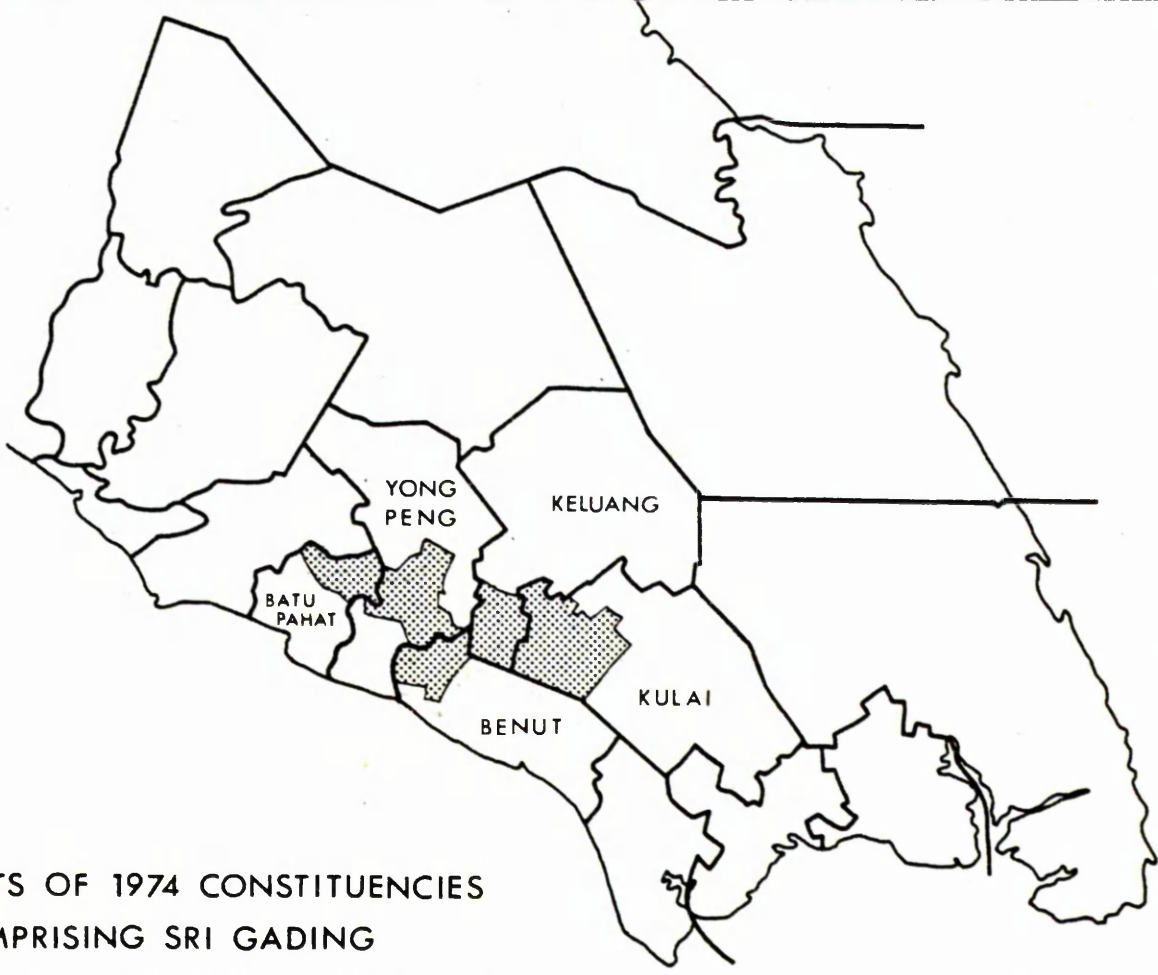 YONG
PENG
KELUANG
BATU
PAHAT
KULAI
BENUT
TS OF 1974 CONSTITUENCIES
MPRISING SRI GADING